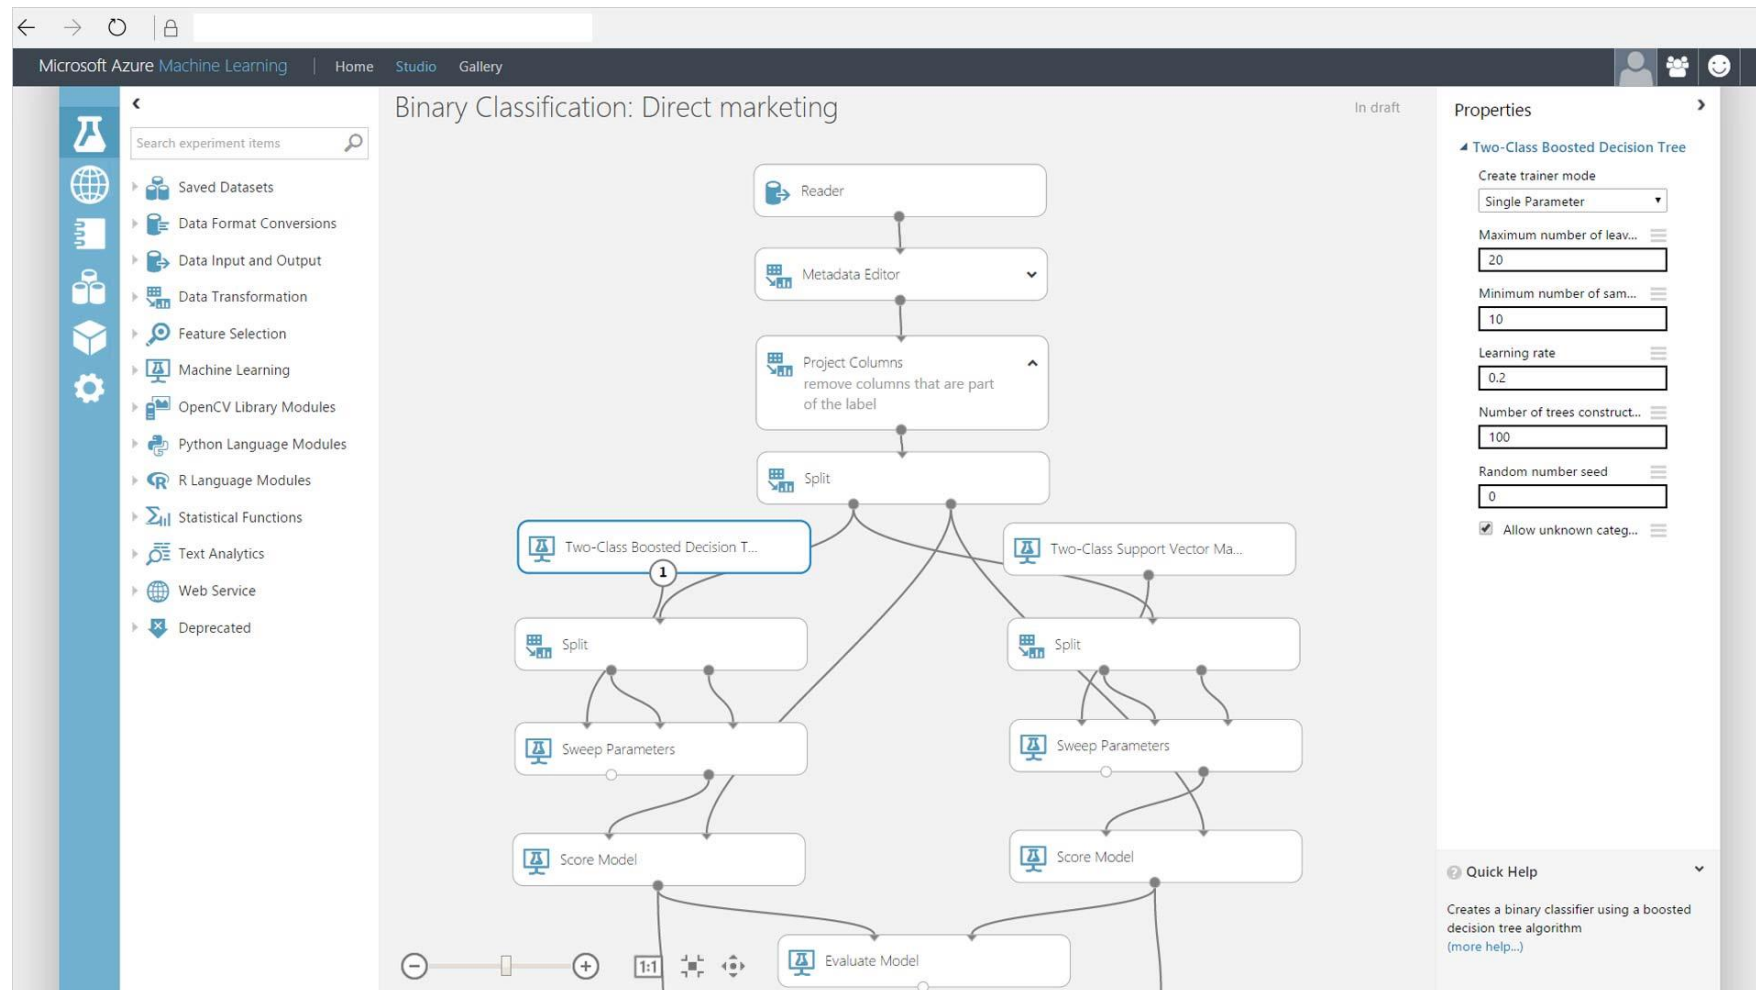 Microsoft Azure Machine Learning | Home Studio Gallery
Binary Classification: Direct marketing
In draft
Search experiment items
Saved Datasets
Data Format Conversions
Data Input and Output
Data Transformation
Feature Selection
Machine Learning
OpenCV Library Modules
Python Language Modules
R Language Modules
Statistical Functions
Text Analytics
Web Service
Deprecated
Reader
Metadata Editor
Project Columns
remove columns that are part
of the label
Split
Two-Class Boosted Decision T...
1
Two-Class Support Vector Ma...
Split
Split
Sweep Parameters
Sweep Parameters
Score Model
Score Model
Evaluate Model
1:1
Properties
Two-Class Boosted Decision Tree
Create trainer mode
Single Parameter
Maximum number of leav...
20
Minimum number of sam...
10
Learning rate
0.2
Number of trees construct...
100
Random number seed
0
Allow unknown categ...
Quick Help
Creates a binary classifier using a boosted
decision tree algorithm
(more help...)